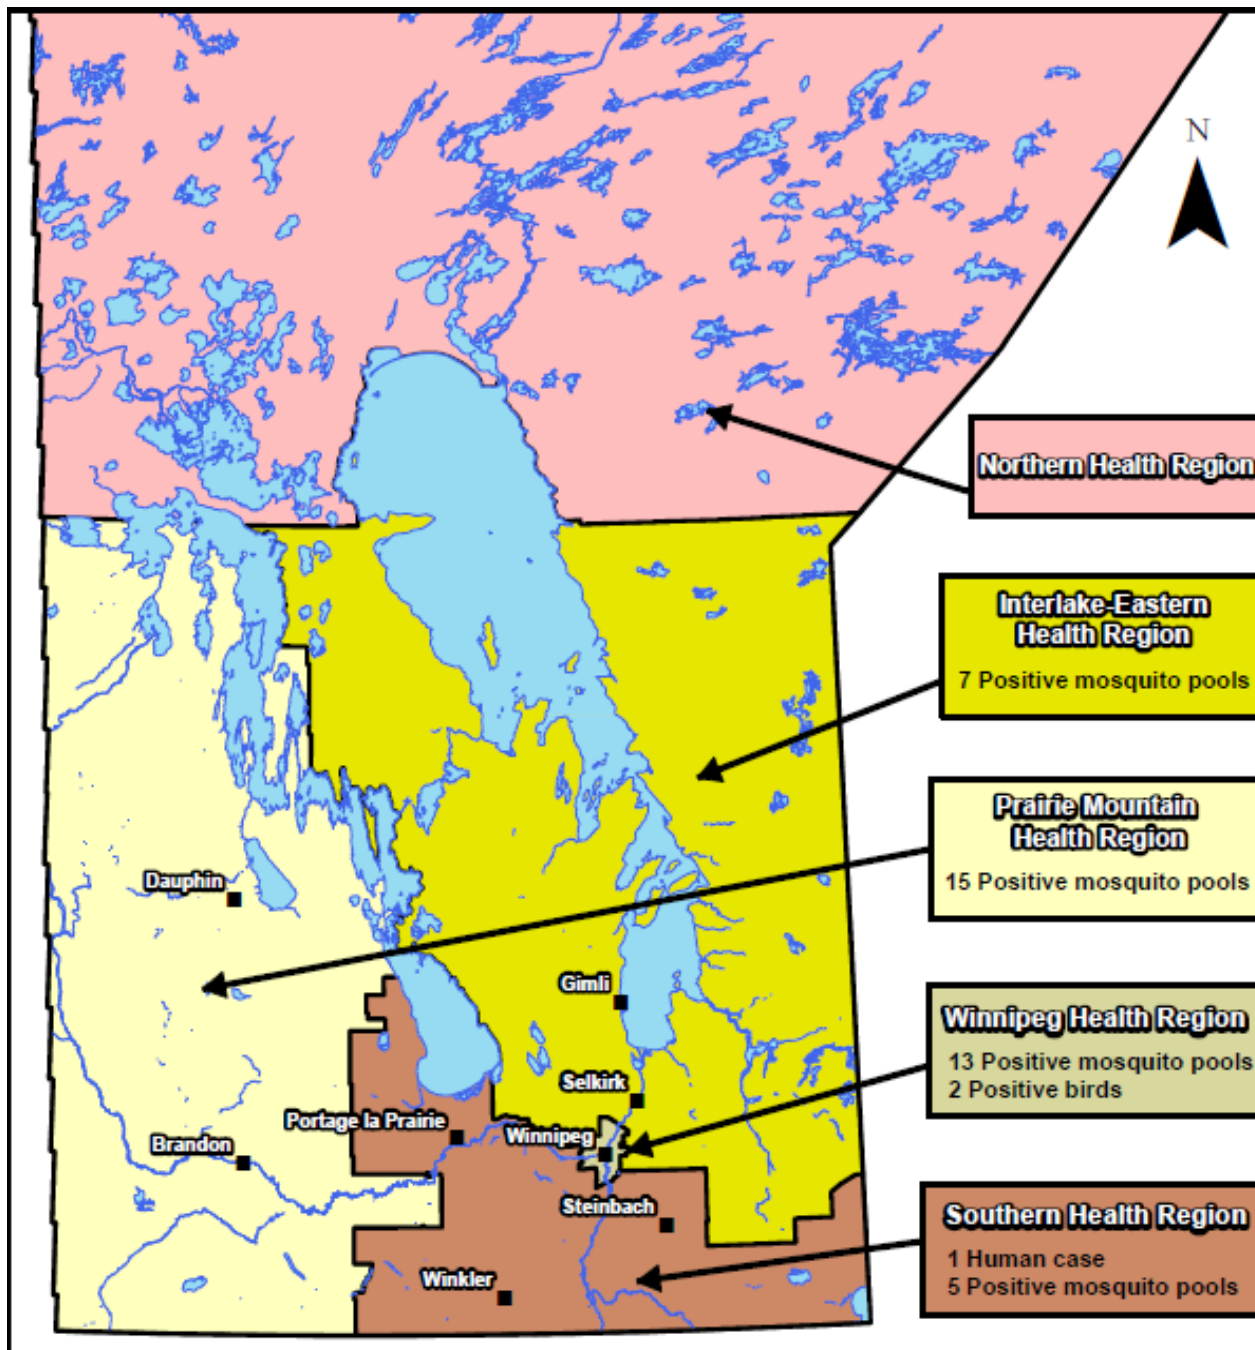 N
Northern Health Region
Interlake-Eastern
Health Region
7 Positive mosquito pools
Prairie Mountain
Health Region
15 Positive mosquito pools
Dauphin
Gimli
Winnipeg Health Region
13 Positive mosquito pools
2 Positive birds
Selkirk
Portage la Prairie
Winnipeg
Brandon
Steinbach
Southern Health Region
1 Human case
5 Positive mosquito pools
Winkler